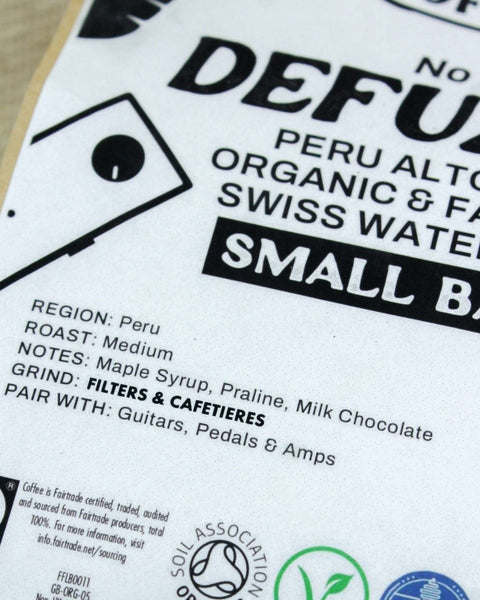 OF
No
DEFU
PERU ALTO
ORGANIC & FA
SWISS WATE
SMALL BA
REGION: Peru
ROAST: Medium
NOTES: Maple Syrup, Praline, Milk Chocolate
GRIND: FILTERS & CAFETIERES
PAIR WITH: Guitars, Pedals & Amps
®
Coffee is Fairtrade certified, traded, audited
and sourced from Fairtrade producers, total
100%. For more information, visit
info.fairtrade.net/sourcing
FFLB0011
GB-ORG-05
SOIL ASSOCIATION